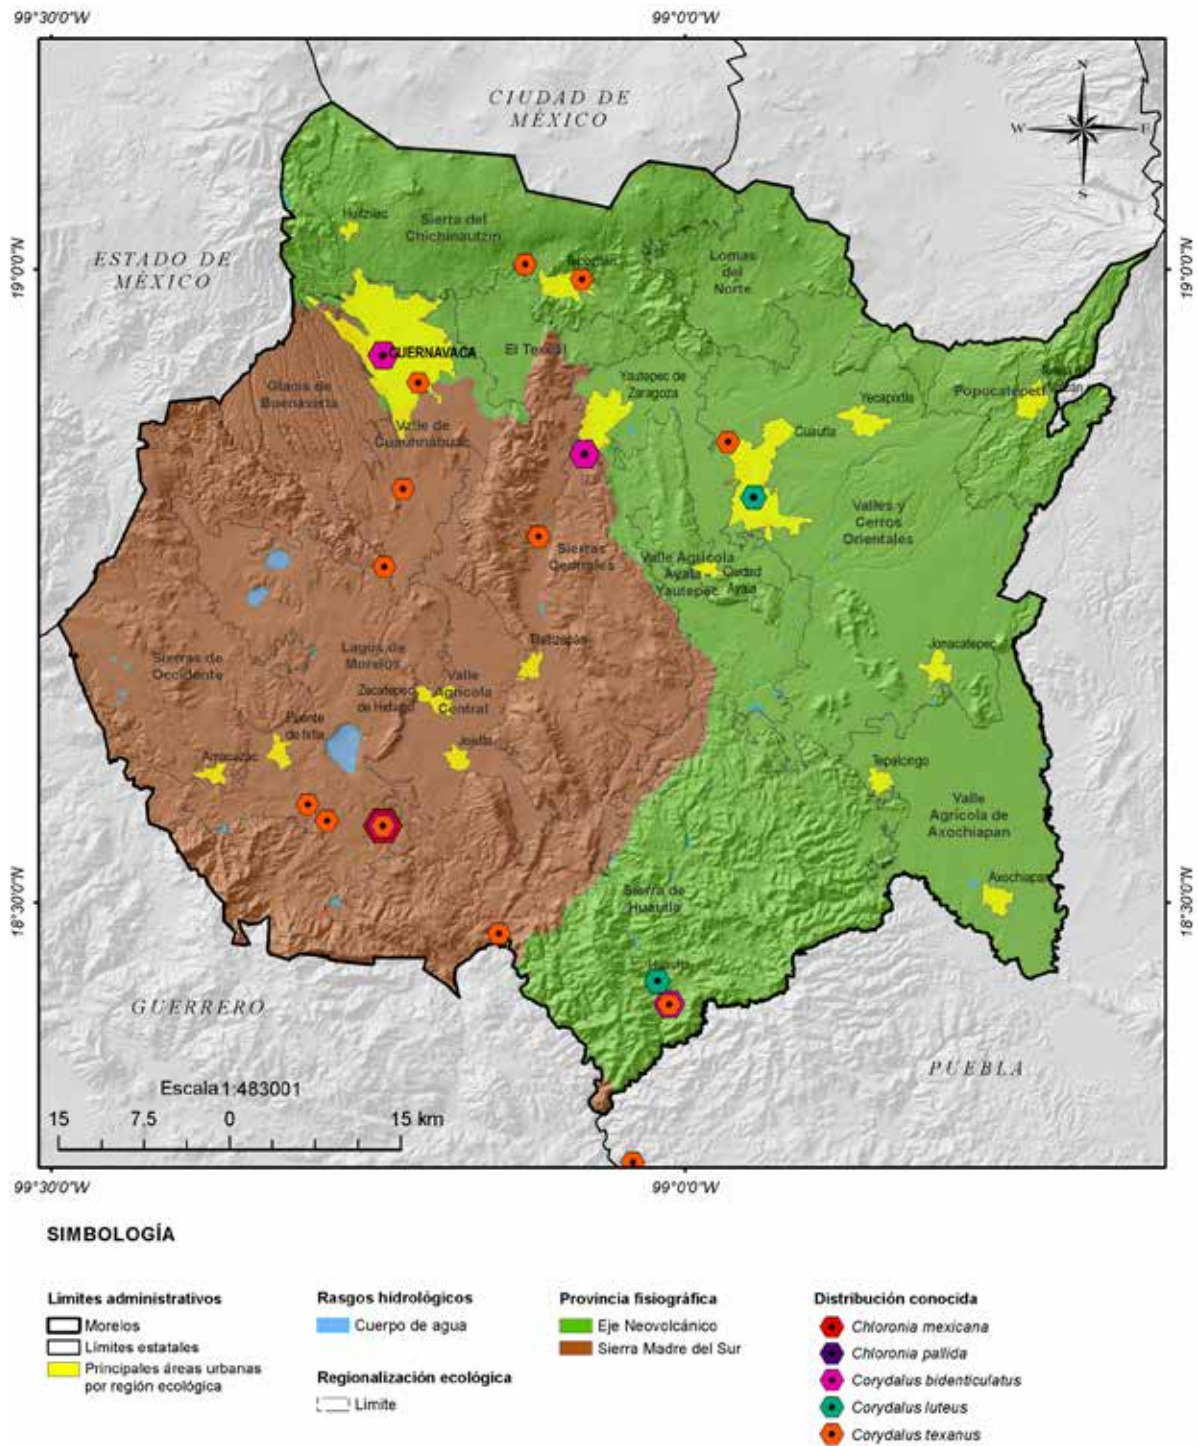 99°30'0"W
99°0'0"W
CIUDAD DE
MÉXICO
N
W
E
S
Huitzilac
Sierra del
Chichinautzin
ESTADO DE
MÉXICO
19°0'0"N
19°0'0"N
Lomas
del
Norte
CUERNAVACA
El Texcal
Yautepec de
Zaragoza
Popocatepetl
Glacis de
Buenavista
Yecapixtla
Valle de
Cuauhnáhuac
Cuautla
Valles y
Cerros
Orientales
Sierras
Centrales
Valle Agrícola
Ayala -
Yautepec
Ciudad
Ayala
Sierras de
Occidente
Lagos de
Morelos
Tlaltizapán
Jonacatepec
Zacatepec
de Hidalgo
Valle
Agrícola
Central
Puente
de Ixtla
Amacuzac
Jojutla
Tepalcingo
Valle
Agrícola de
Axochiapan
Axochiapan
Sierra de
Huautla
18°30'0"N
18°30'0"N
GUERRERO
PUEBLA
Escala 1:483001
15 7.5 0 15 km
99°30'0"W
99°0'0"W
SIMBOLOGÍA
Limites administrativos
Morelos
Límites estatales
Principales áreas urbanas
por región ecológica
Rasgos hidrológicos
Cuerpo de agua
Regionalización ecológica
Limite
Provincia fisiográfica
Eje Neovolcánico
Sierra Madre del Sur
Distribución conocida
Chloronia mexicana
Chloronia pallida
Corydalus bidenticulatus
Corydalus luteus
Corydalus texanus